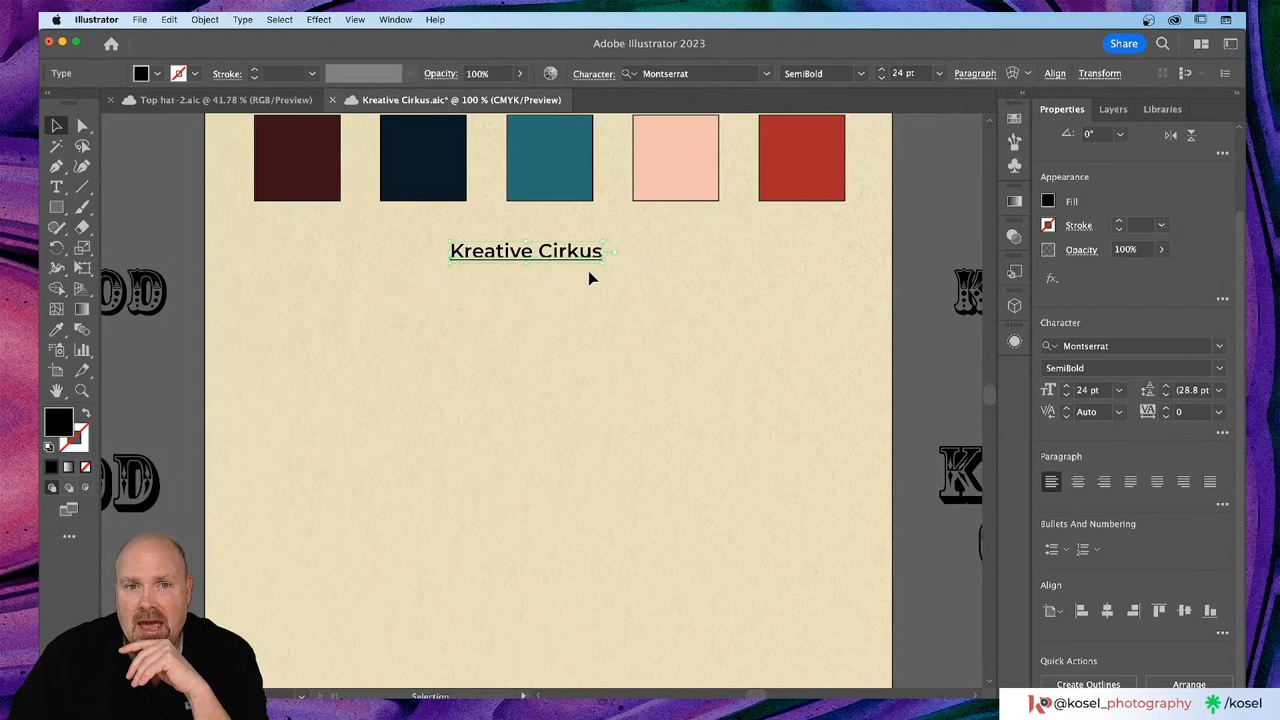 Illustrator File Edit Object Type Select Effect View Window Help
Adobe Illustrator 2023
Share
Type Stroke: Opacity: 100% Character: Montserrat SemiBold 24 pt Paragraph Align Transform
Top hat-2.aic @ 41.78 % (RGB/Preview) Kreative Cirkus.aic* @ 100 % (CMYK/Preview)
Properties Layers Libraries
0°
Appearance
Fill
Stroke
Opacity 100%
fx.
Kreative Cirkus
OD
K
Character
Montserrat
SemiBold
24 pt (28.8 pt
Auto 0
Paragraph
OD
K
Bullets And Numbering
Align
Quick Actions
Create Outlines Arrange
Selection
@kosel_photography /kosel